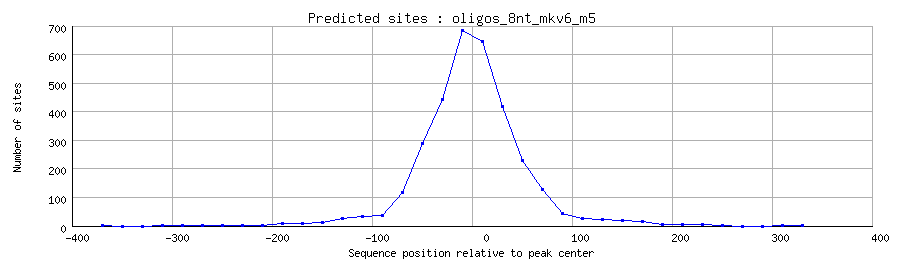 Predicted sites : oligos_8nt_mkv6_m5
700
600
500
400
300
200
100
0
Number of sites
-400 -300 -200 -100 0 100 200 300 400
Sequence position relative to peak center